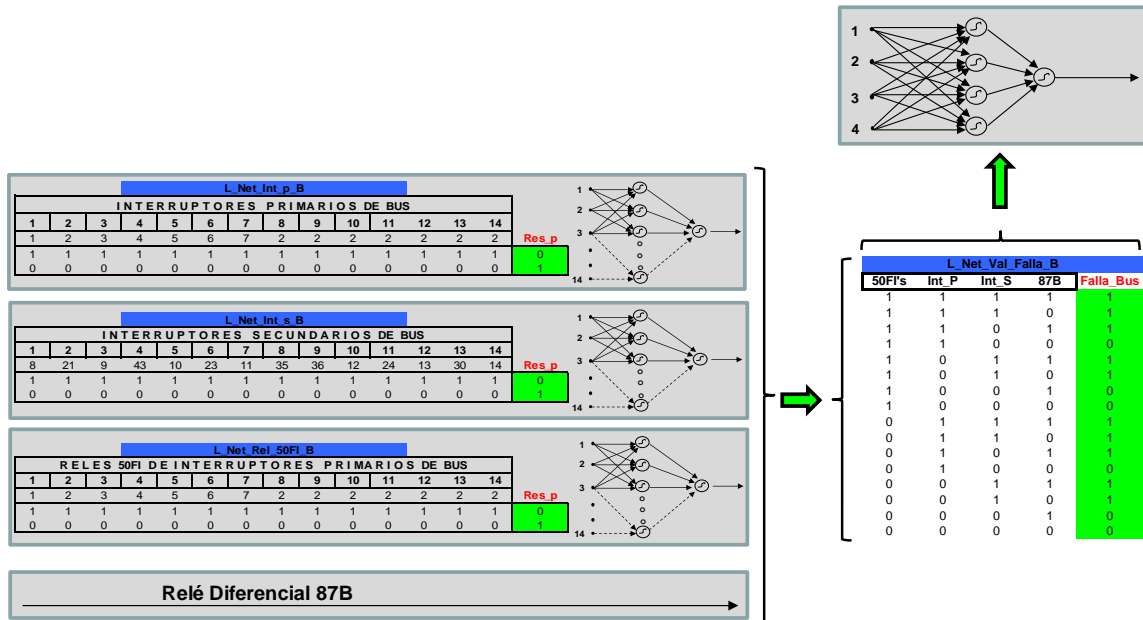 1
2
3
4
L_Net_Int_p_B
INTERRUPTORES PRIMARIOS DE BUS
1 2 3 4 5 6 7 8 9 10 11 12 13 14
1 2 3 4 5 6 7 2 2 2 2 2 2 2 Res_p
1 1 1 1 1 1 1 1 1 1 1 1 1 1 0
0 0 0 0 0 0 0 0 0 0 0 0 0 0 1
1
2
3
14
L_Net_Int_s_B
INTERRUPTORES SECUNDARIOS DE BUS
1 2 3 4 5 6 7 8 9 10 11 12 13 14
8 21 9 43 10 23 11 35 36 12 24 13 30 14 Res_p
1 1 1 1 1 1 1 1 1 1 1 1 1 1 0
0 0 0 0 0 0 0 0 0 0 0 0 0 0 1
1
2
3
14
L_Net_Rel_50FI_B
RELES 50FI DE INTERRUPTORES PRIMARIOS DE BUS
1 2 3 4 5 6 7 8 9 10 11 12 13 14
1 2 3 4 5 6 7 2 2 2 2 2 2 2 Res_p
1 1 1 1 1 1 1 1 1 1 1 1 1 1 0
0 0 0 0 0 0 0 0 0 0 0 0 0 0 1
1
2
3
14
Relé Diferencial 87B
L_Net_Val_Falla_B
50FI's Int_P Int_S 87B Falla_Bus
1 1 1 1 1
1 1 1 0 1
1 1 0 1 1
1 1 0 0 0
1 0 1 1 1
1 0 1 0 1
1 0 0 1 0
1 0 0 0 0
0 1 1 1 1
0 1 1 0 1
0 1 0 1 1
0 1 0 0 0
0 0 1 1 1
0 0 1 0 1
0 0 0 1 0
0 0 0 0 0